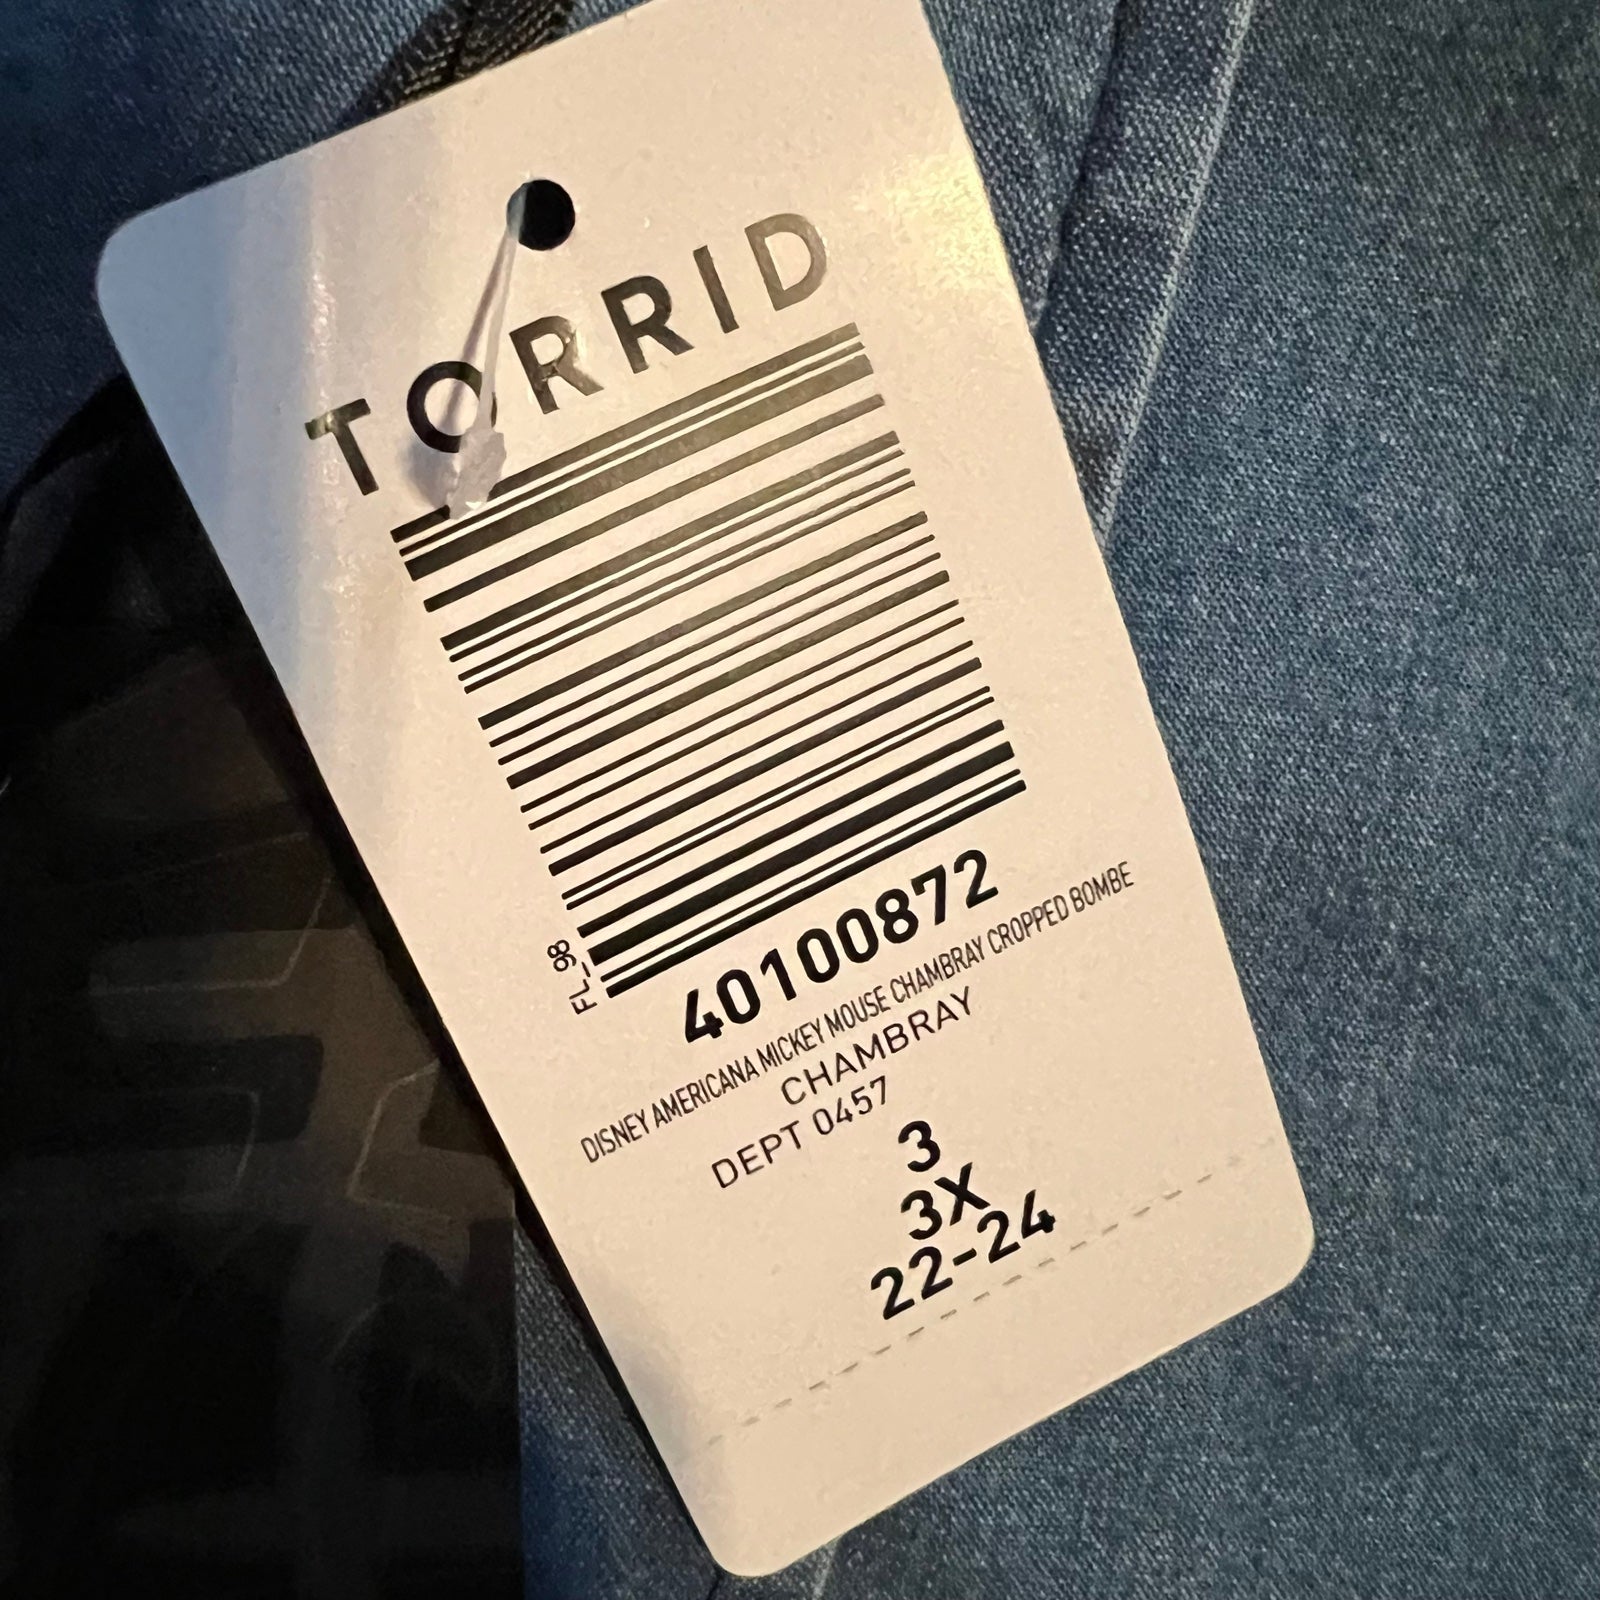 TORRID
FL_98
40100872
DISNEY AMERICANA MICKEY MOUSE CHAMBRAY CROPPED BOMBE
CHAMBRAY
DEPT 0457
3
3X
22-24